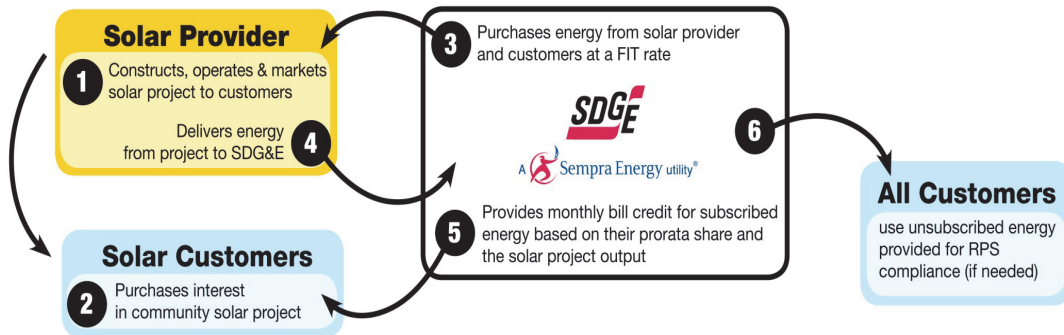 Solar Provider
1
Constructs, operates & markets
solar project to customers
Delivers energy
from project to SDG&E
4
Solar Customers
2
Purchases interest
in community solar project
3
Purchases energy from solar provider
and customers at a FIT rate
SDGE
A Sempra Energy utility®
5
Provides monthly bill credit for subscribed
energy based on their prorata share and
the solar project output
6
All Customers
use unsubscribed energy
provided for RPS
compliance (if needed)